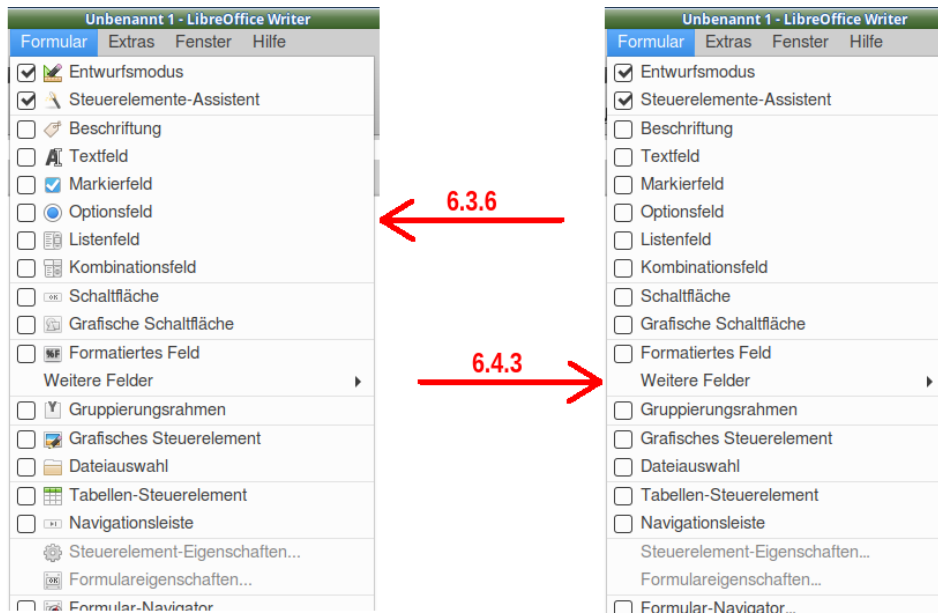 Unbenannt 1 - LibreOffice Writer
Formular Extras Fenster Hilfe
Entwurfsmodus
Steuerelemente-Assistent
Beschriftung
Textfeld
Markierfeld
Optionsfeld
Listenfeld
Kombinationsfeld
Schaltfläche
Grafische Schaltfläche
Formatiertes Feld
Weitere Felder
Gruppierungsrahmen
Grafisches Steuerelement
Dateiauswahl
Tabellen-Steuerelement
Navigationsleiste
Steuerelement-Eigenschaften...
Formulareigenschaften...
Formular-Navigator...
6.3.6
6.4.3
Unbenannt 1 - LibreOffice Writer
Formular Extras Fenster Hilfe
Entwurfsmodus
Steuerelemente-Assistent
Beschriftung
Textfeld
Markierfeld
Optionsfeld
Listenfeld
Kombinationsfeld
Schaltfläche
Grafische Schaltfläche
Formatiertes Feld
Weitere Felder
Gruppierungsrahmen
Grafisches Steuerelement
Dateiauswahl
Tabellen-Steuerelement
Navigationsleiste
Steuerelement-Eigenschaften...
Formulareigenschaften...
Formular-Navigator...